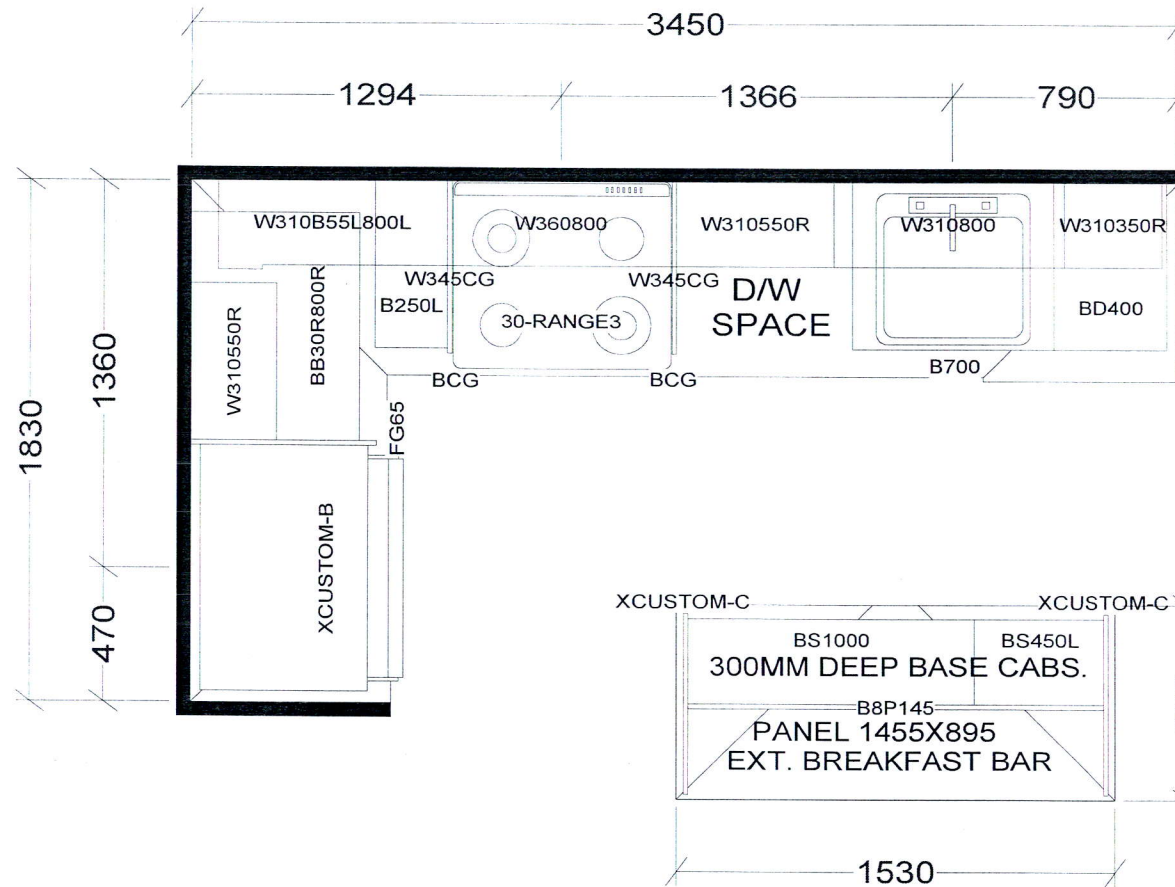 3450
1294
1366
790
W310B55L800L
W360800
W310550R
W310800
W310350R
W345CG
W345CG
B250L
D/W
SPACE
30-RANGE3
BD400
BCG
BCG
B700
W310550R
BB30R800R
FG65
1830
1360
470
XCUSTOM-B
XCUSTOM-C
XCUSTOM-C
BS1000
BS450L
300MM DEEP BASE CABS.
B8P145
PANEL 1455X895
EXT. BREAKFAST BAR
1530